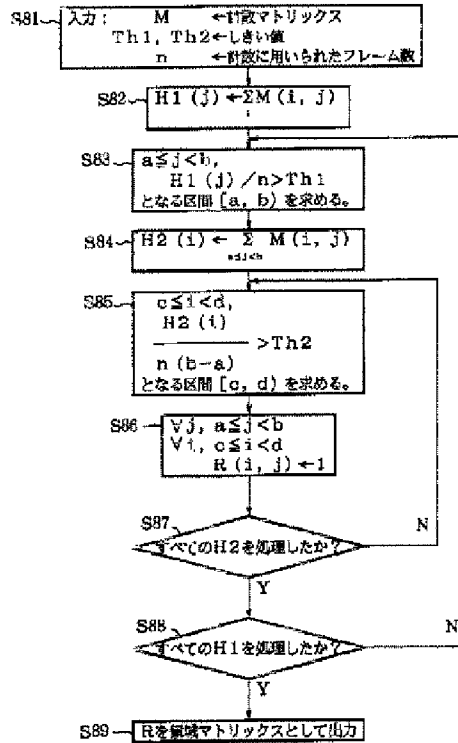 S81
入力： M ←計数マトリックス
Th1, Th2←しきい値
n ←計数に用いられたフレーム数
S82
H1 (j) ←ΣM (i, j)
i
S83
a≦j<b,
H1 (j) /n>Th1
となる区間 [a, b) を求める。
S84
H2 (i) ← Σ M (i, j)
a≦j<b
S85
c≦i<d,
H2 (i)
n (b−a)
>Th2
となる区間 [c, d) を求める。
S86
∀j, a≦j<b
∀i, c≦i<d
R (i, j) ←1
S87
すべてのH2を処理したか？
N
Y
S88
すべてのH1を処理したか？
N
Y
S89
Rを領域マトリックスとして出力